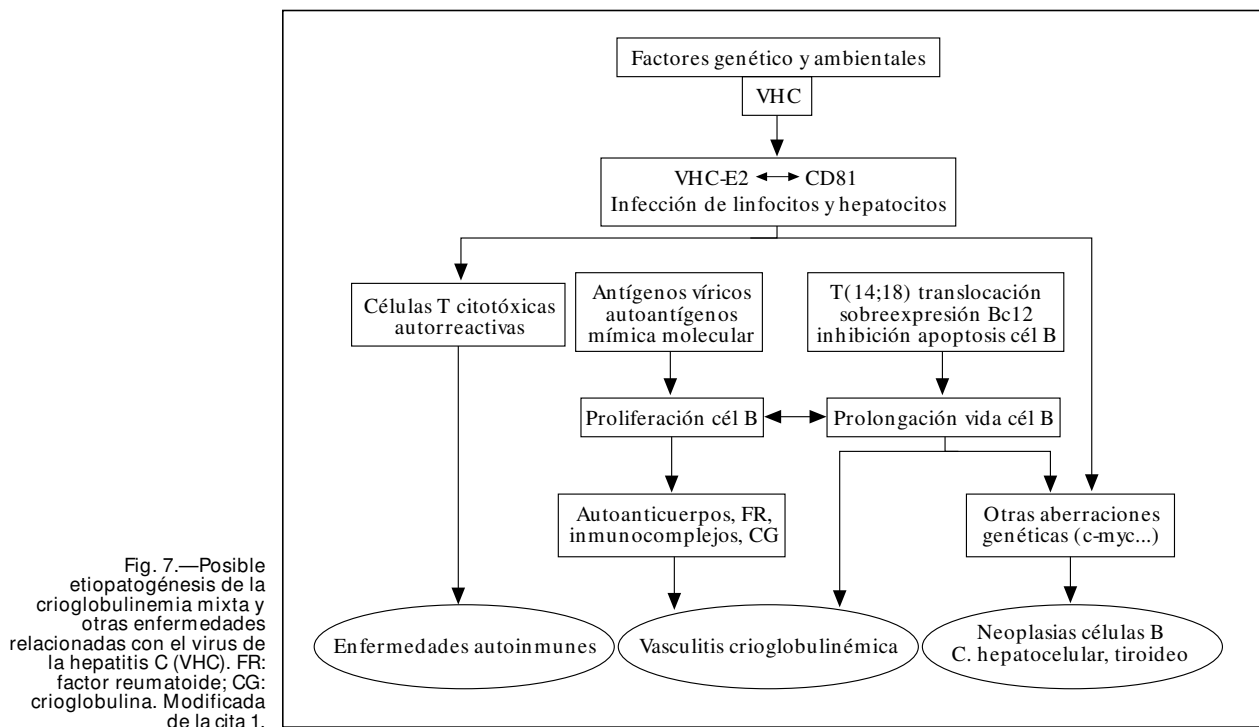 Factores genético y ambientales
VHC
VHC-E2 CD81
Infección de linfocitos y hepatocitos
Células T citotóxicas
autorreactivas
Antígenos víricos
autoantígenos
mímica molecular
T(14;18) translocación
sobreexpresión Bc12
inhibición apoptosis cél B
Proliferación cél B
Prolongación vida cél B
Autoanticuerpos, FR,
inmunocomplejos, CG
Otras aberraciones
genéticas (c-myc...)
Enfermedades autoinmunes
Vasculitis crioglobulinémica
Neoplasias células B
C. hepatocelular, tiroideo
Fig. 7.—Posible
etiopatogénesis de la
crioglobulinemia mixta y
otras enfermedades
relacionadas con el virus de
la hepatitis C (VHC). FR:
factor reumatoide; CG:
crioglobulina. Modificada
de la cita 1.